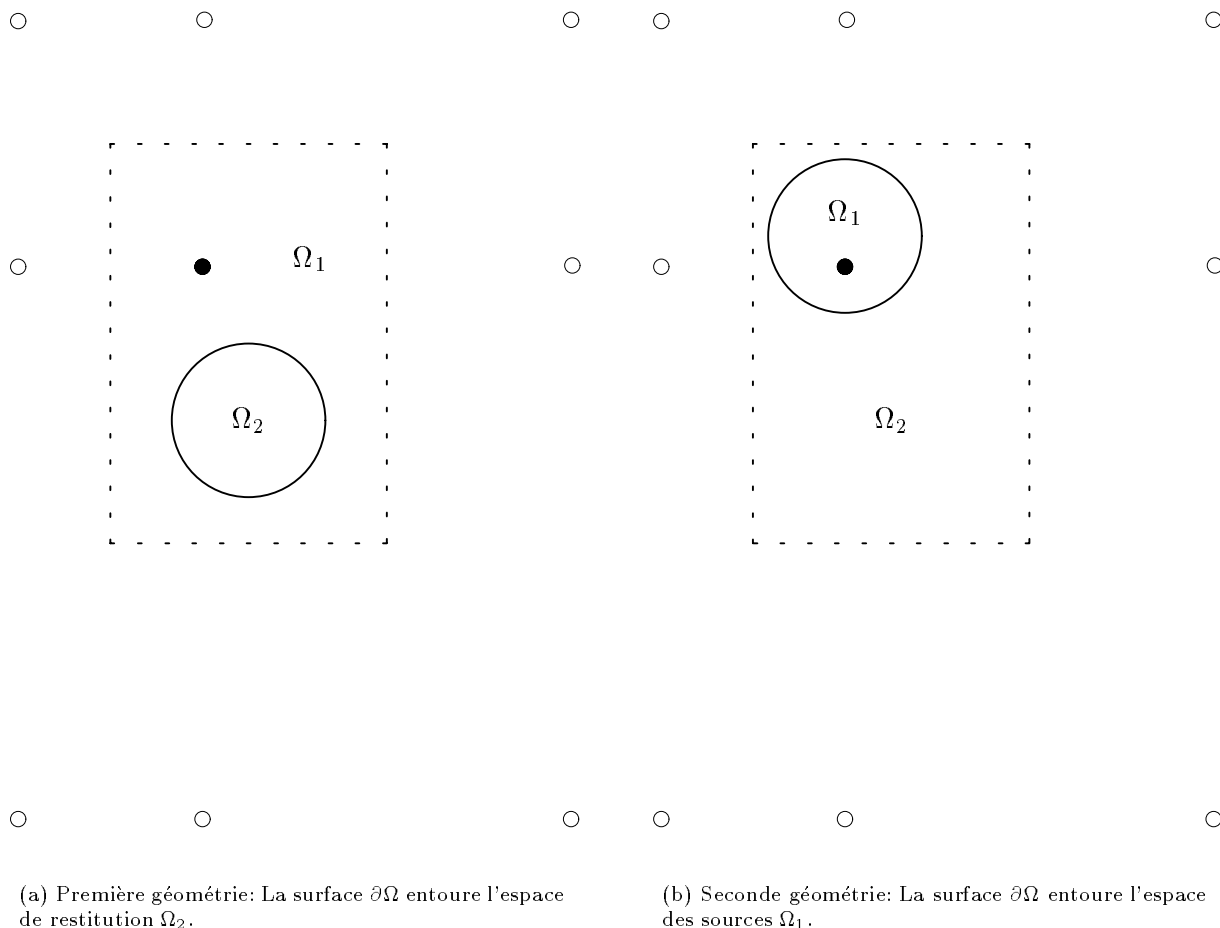 Ω₁
Ω₂
Ω₁
Ω₂
(a) Première géométrie: La surface ∂Ω entoure l'espace
de restitution Ω₂.
(b) Seconde géométrie: La surface ∂Ω entoure l'espace
des sources Ω₁.